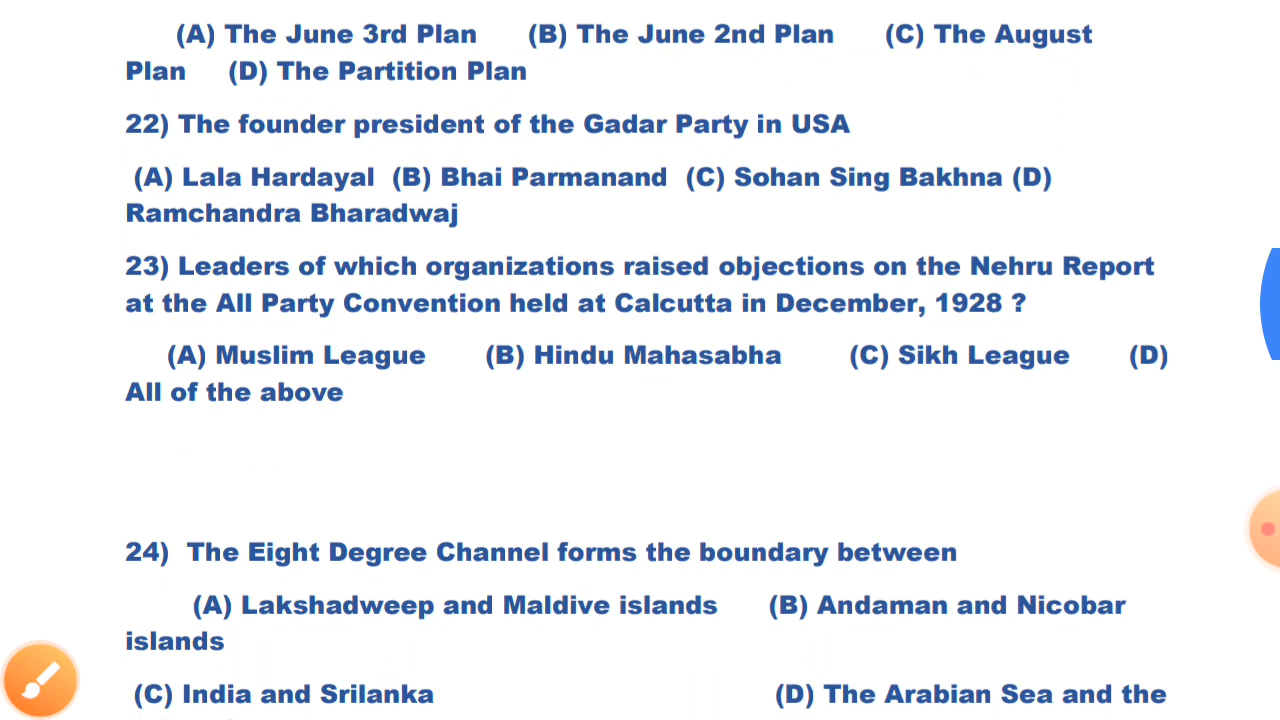 (A) The June 3rd Plan (B) The June 2nd Plan (C) The August
Plan (D) The Partition Plan
22) The founder president of the Gadar Party in USA
(A) Lala Hardayal (B) Bhai Parmanand (C) Sohan Sing Bakhna (D)
Ramchandra Bharadwaj
23) Leaders of which organizations raised objections on the Nehru Report
at the All Party Convention held at Calcutta in December, 1928 ?
(A) Muslim League (B) Hindu Mahasabha (C) Sikh League (D)
All of the above
24) The Eight Degree Channel forms the boundary between
(A) Lakshadweep and Maldive islands (B) Andaman and Nicobar
islands
(C) India and Srilanka (D) The Arabian Sea and the